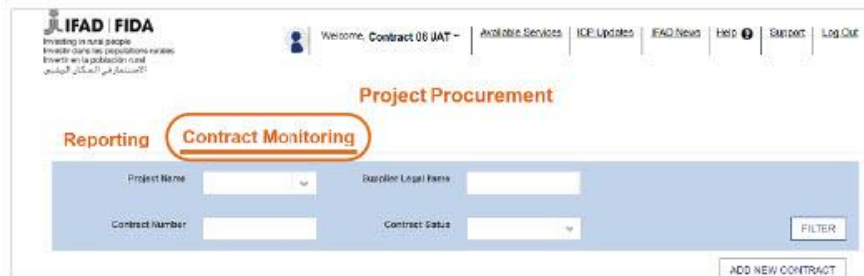 IFAD | FIDA
Investing in rural people
Investir dans les populations rurales
Invertir en la población rural
الاستثمار في السكان الريفيين
Welcome, Contract 08 UAT
Available Services
ICP Updates
IFAD News
Help
Support
Log Out
Project Procurement
Reporting
Contract Monitoring
Project Name
Supplier Legal Name
Contract Number
Contract Status
FILTER
ADD NEW CONTRACT